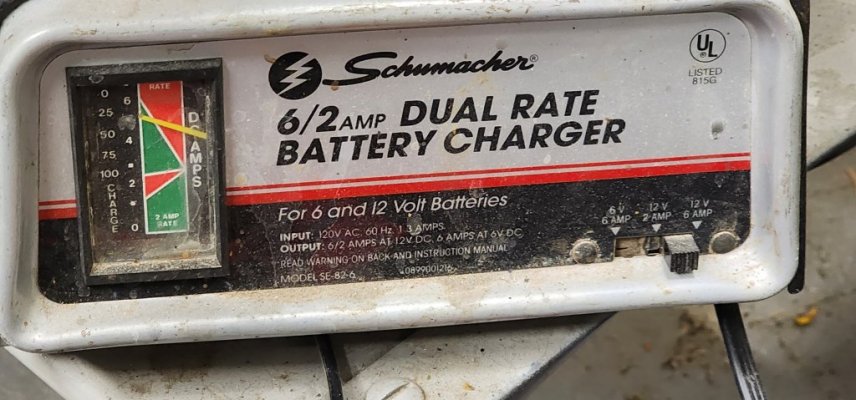 Schumacher®
6/2 AMP DUAL RATE
BATTERY CHARGER
UL
LISTED
815G
0
25
50
75
100
CHARGE
6
4
2
0
RATE
D
AMPS
2 AMP
RATE
For 6 and 12 Volt Batteries
INPUT: 120V AC, 60 Hz, 1.3 AMPS
OUTPUT: 6/2 AMPS AT 12V DC, 6 AMPS AT 6V DC
READ WARNING ON BACK AND INSTRUCTION MANUAL
MODEL SE-82-6 0899001216
6 V 12 V 12 V
6 AMP 2 AMP 6 AMP